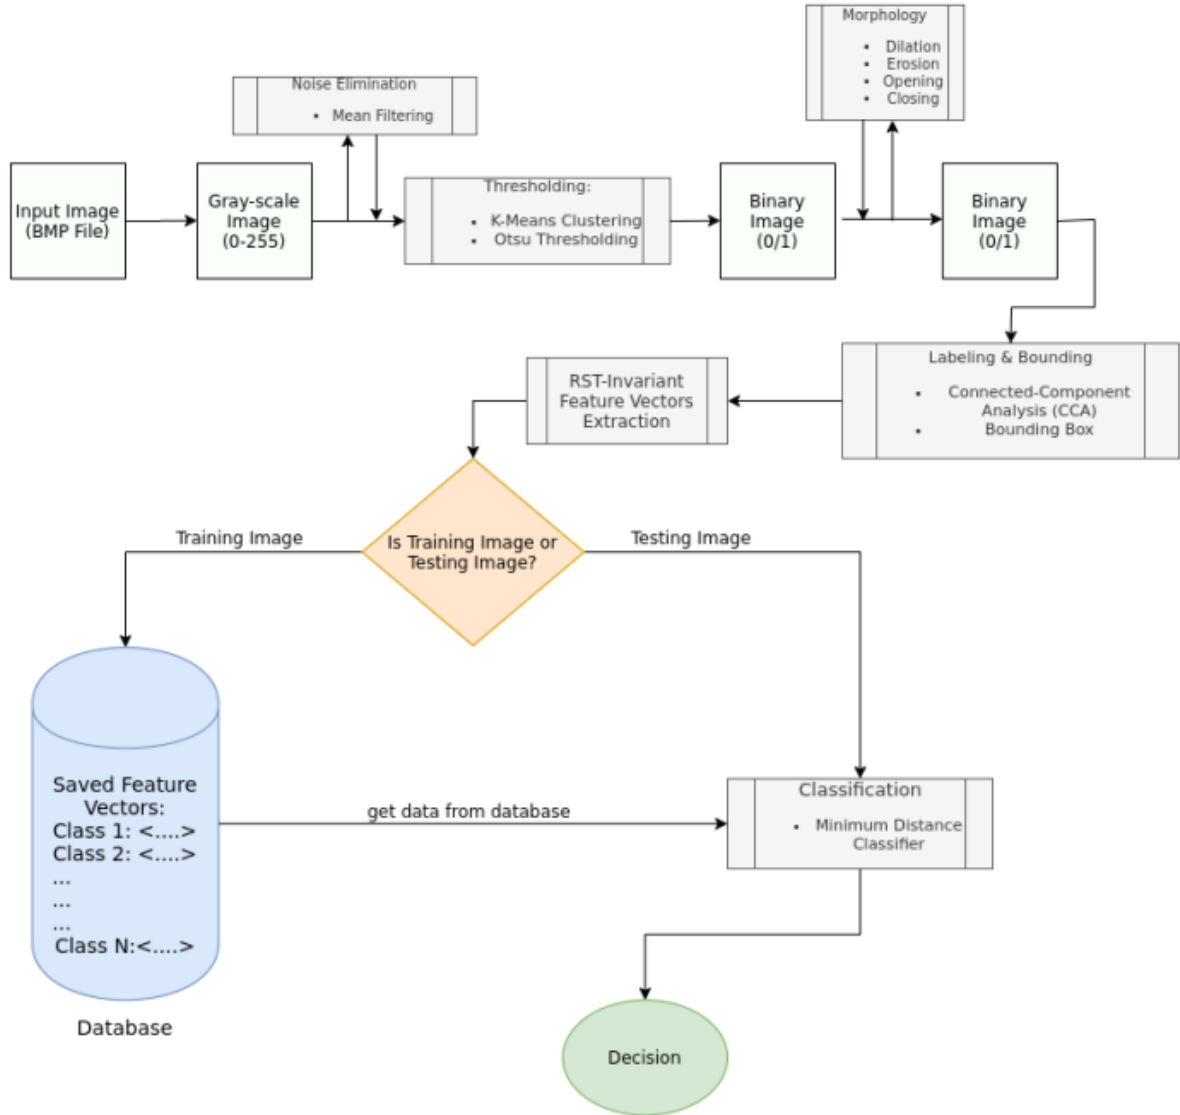 Morphology
▪ Dilation
▪ Erosion
▪ Opening
▪ Closing
Noise Elimination
▪ Mean Filtering
Input Image
(BMP File)
Gray-scale
Image
(0-255)
Thresholding:
▪ K-Means Clustering
▪ Otsu Thresholding
Binary
Image
(0/1)
Binary
Image
(0/1)
Labeling & Bounding
▪ Connected-Component
Analysis (CCA)
▪ Bounding Box
RST-Invariant
Feature Vectors
Extraction
Training Image
Is Training Image or
Testing Image?
Testing Image
Saved Feature
Vectors:
Class 1: <....>
Class 2: <....>
...
...
...
Class N:<....>
Database
get data from database
Classification
▪ Minimum Distance
Classifier
Decision